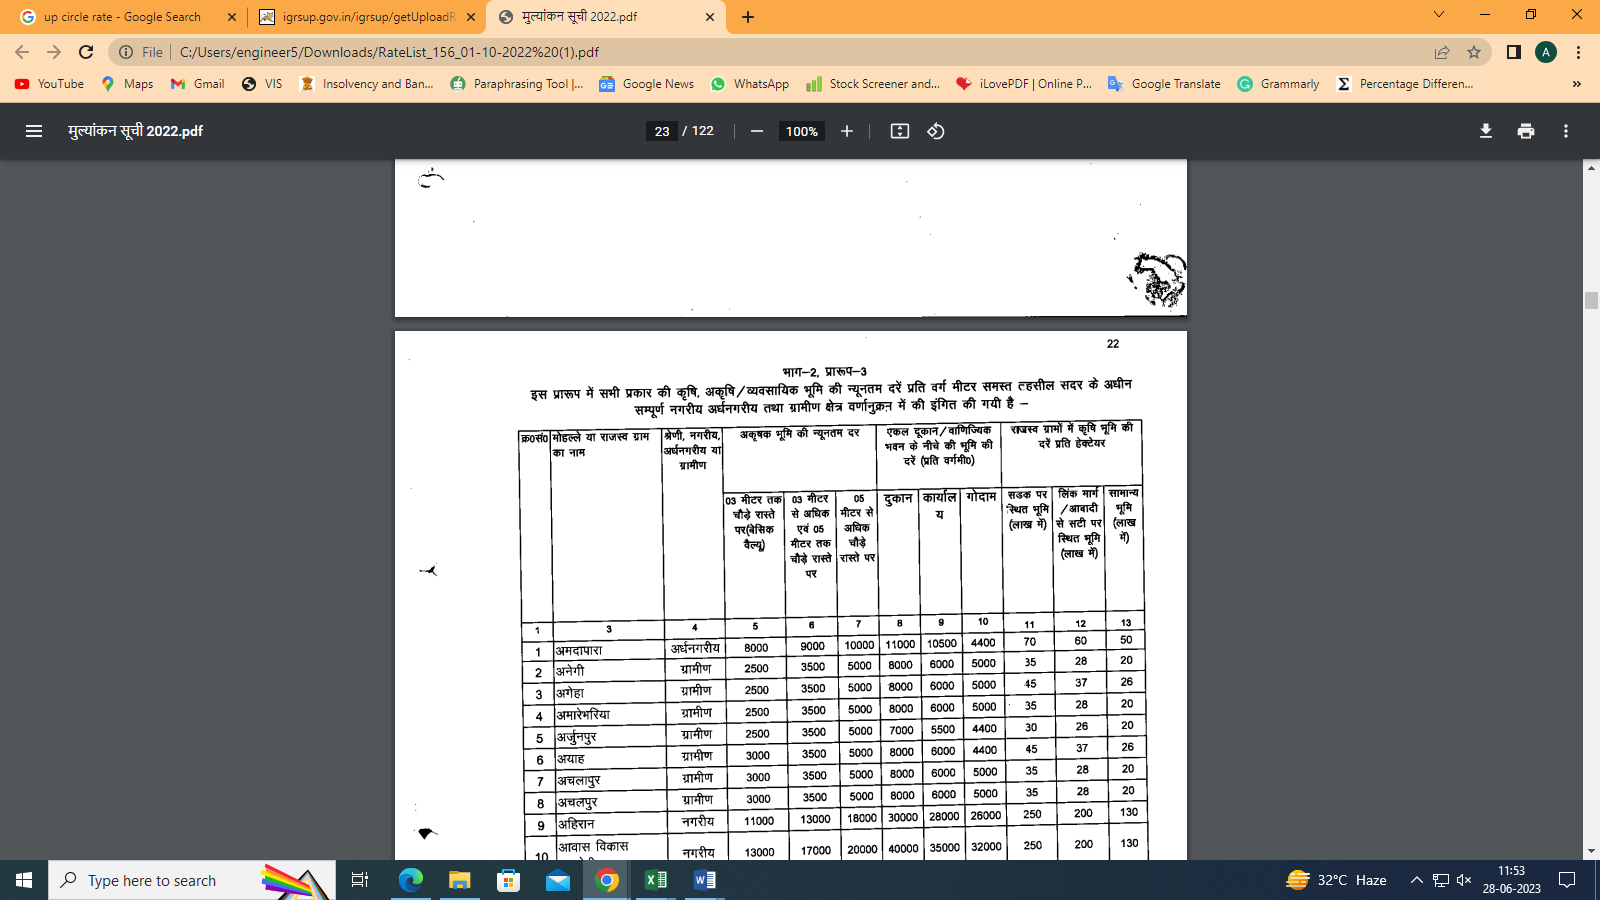 up circle rate - Google Search
igrsup.gov.in/igrsup/getUploadR
मुल्यांकन सूची 2022.pdf
File
C:/Users/engineer5/Downloads/RateList_156_01-10-2022%20(1).pdf
A
YouTube Maps Gmail VIS Insolvency and Ban... Paraphrasing Tool |... Google News WhatsApp Stock Screener and... iLovePDF | Online P... Google Translate Grammarly Percentage Differen... »
मुल्यांकन सूची 2022.pdf
23 / 122
100%
22
भाग–2, प्रारूप–3
इस प्रारूप में सभी प्रकार की कृषि, अकृषि/व्यवसायिक भूमि की न्यूनतम दरें प्रति वर्ग मीटर समस्त तहसील सदर के अधीन
सम्पूर्ण नगरीय अर्धनगरीय तथा ग्रामीण क्षेत्र वर्णानुक्रन में की इंगित की गयी है –
क्र0सं0 मोहल्ले या राजस्व ग्राम का नाम श्रेणी, नगरीय, अर्धनगरीय या ग्रामीण अकृषक भूमि की न्यूनतम दर एकल दूकान/वाणिज्यिक भवन के नीचे की भूमि की दरें (प्रति वर्गमी0) राजस्व ग्रामों में कृषि भूमि की दरें प्रति हेक्टेयर
03 मीटर तक चौड़े रास्ते पर(बेसिक वैल्यू) 03 मीटर से अधिक एवं 05 मीटर तक चौड़े रास्ते पर 05 मीटर से अधिक चौड़े रास्ते पर दुकान कार्यालय गोदाम सडक पर स्थित भूमि (लाख में) लिंक मार्ग /आबादी से सटी पर स्थित भूमि (लाख में) सामान्य भूमि (लाख में)
1 3 4 5 6 7 8 9 10 11 12 13
1 अमदापारा अर्धनगरीय 8000 9000 10000 11000 10500 4400 70 60 50
2 अनेगी ग्रामीण 2500 3500 5000 8000 6000 5000 35 28 20
3 अगेहा ग्रामीण 2500 3500 5000 8000 6000 5000 45 37 26
4 अमारेभरिया ग्रामीण 2500 3500 5000 8000 6000 5000 35 28 20
5 अर्जुनपुर ग्रामीण 2500 3500 5000 7000 5500 4400 30 26 20
6 अयाह ग्रामीण 3000 3500 5000 8000 6000 4400 45 37 26
7 अचलापुर ग्रामीण 3000 3500 5000 8000 6000 5000 35 28 20
8 अचलपुर ग्रामीण 3000 3500 5000 8000 6000 5000 35 28 20
9 अहिरान नगरीय 11000 13000 18000 30000 28000 26000 250 200 130
10 आवास विकास नगरीय 13000 17000 20000 40000 35000 32000 250 200 130
Type here to search
32°C Haze
11:53
28-06-2023